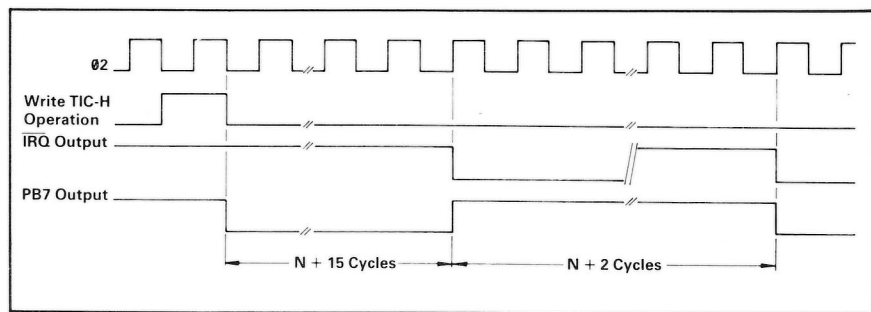 Ø2
Write TIC-H
Operation
IRQ Output
PB7 Output
N + 15 Cycles
N + 2 Cycles